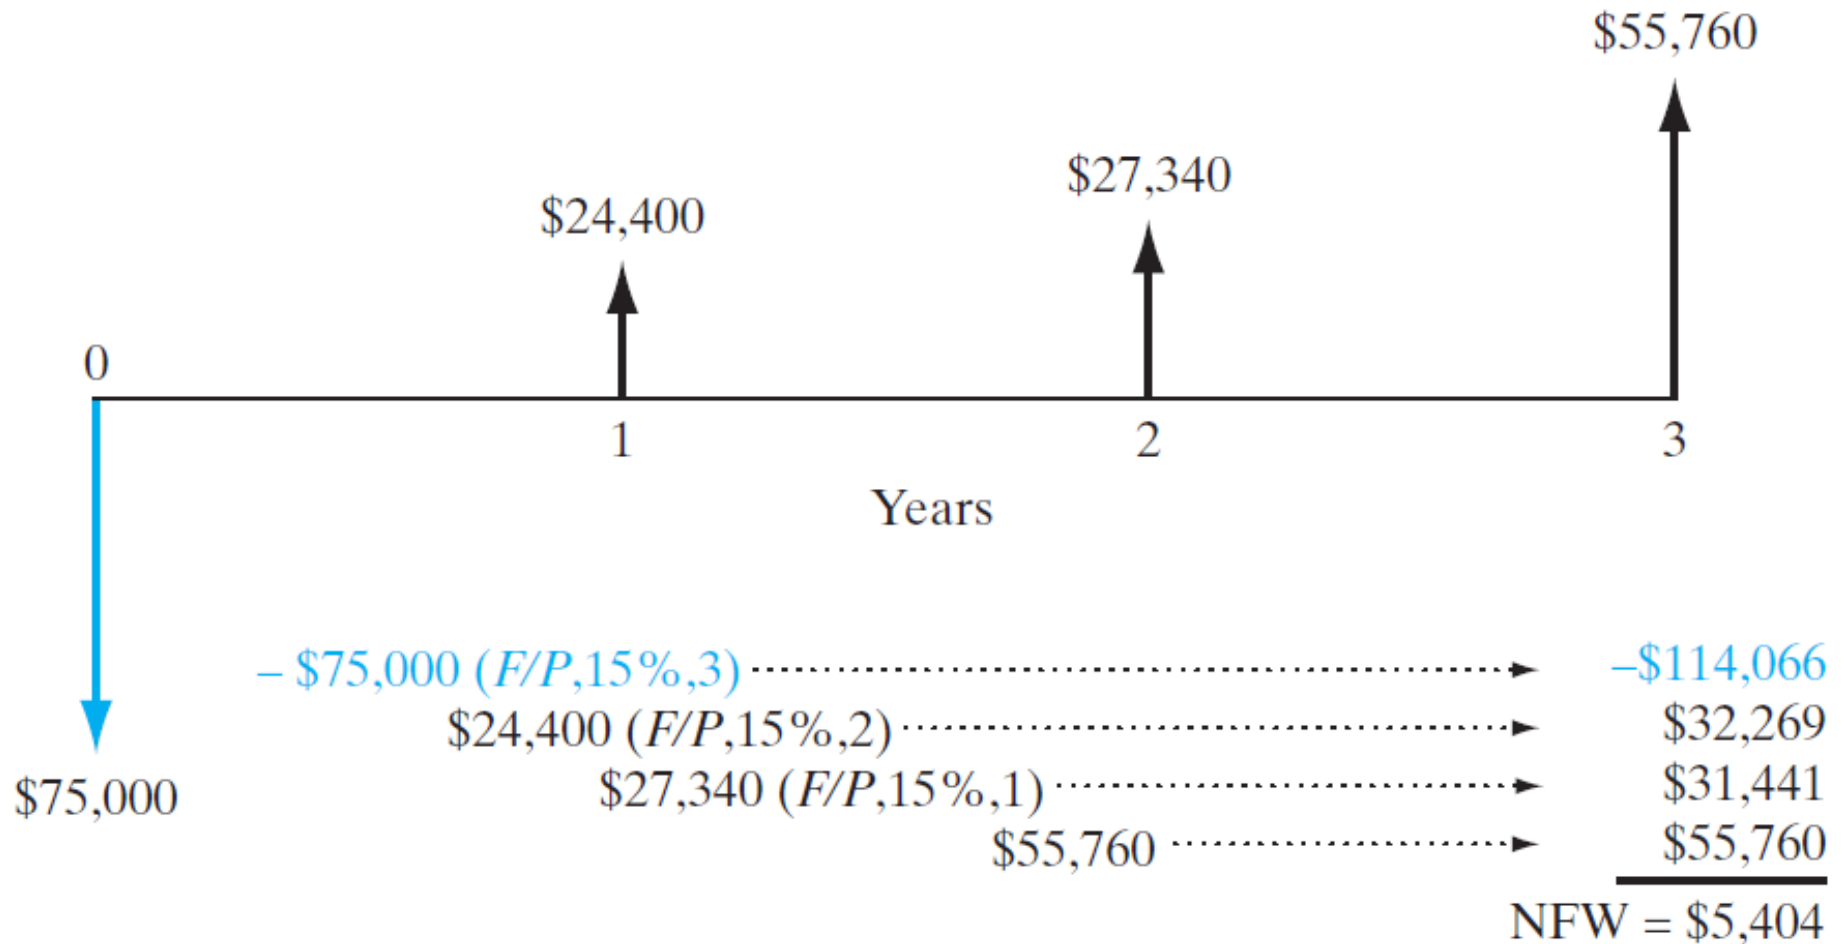 $55,760
$27,340
$24,400
0
1 2 3
Years
– $75,000 (F/P,15%,3) –$114,066
$24,400 (F/P,15%,2) $32,269
$75,000 $27,340 (F/P,15%,1) $31,441
$55,760 $55,760
NFW = $5,404